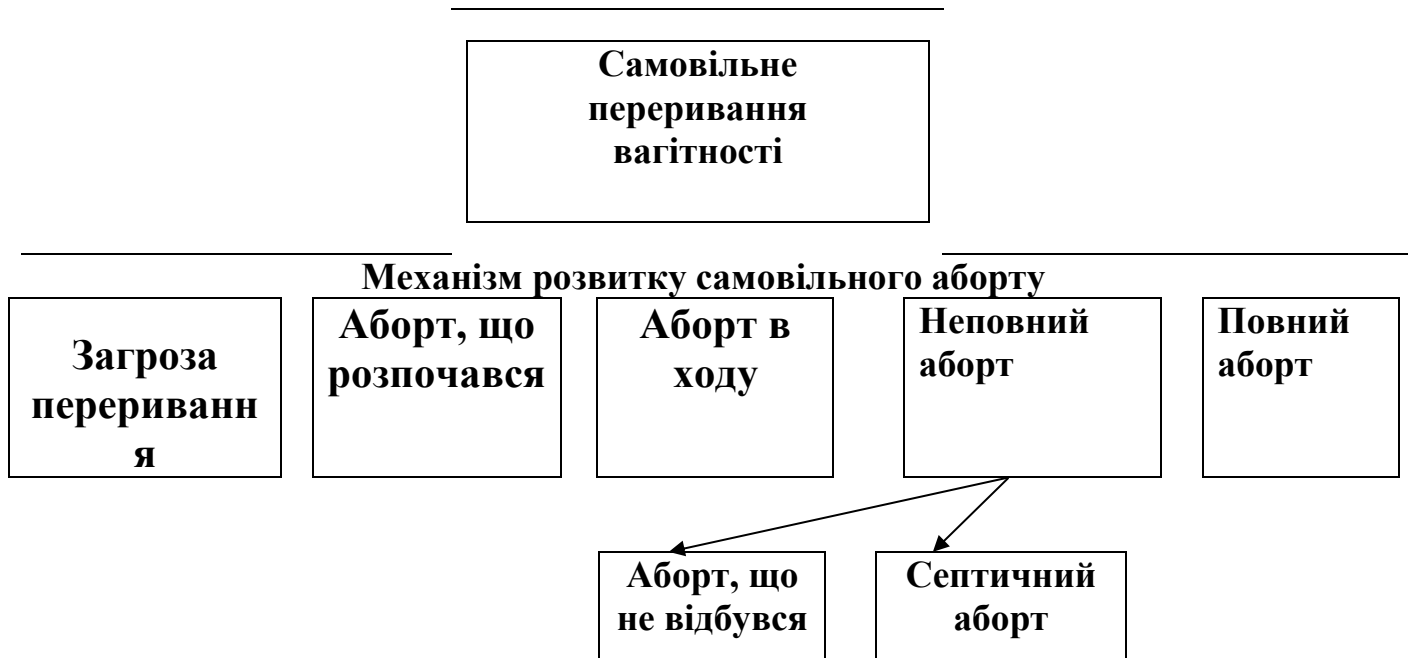 Самовільне
переривання
вагітності
Механізм розвитку самовільного аборту
Загроза
перериванн
я
Аборт, що
розпочався
Аборт в
ходу
Неповний
аборт
Повний
аборт
Аборт, що
не відбувся
Септичний
аборт